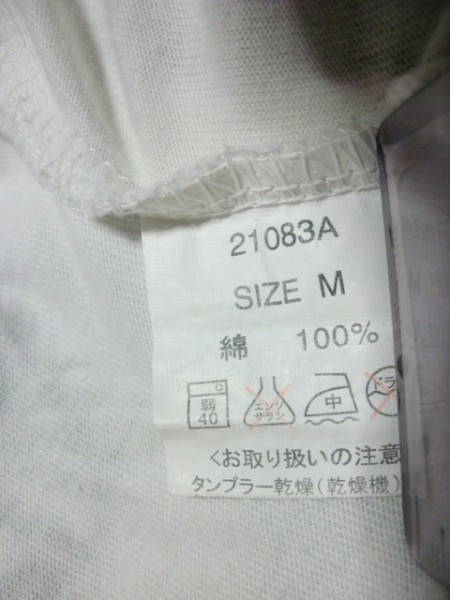 21083A
SIZE M
綿 100%
弱 40 エンソ サラシ 中 ドラ
〈お取り扱いの注意
タンブラー乾燥(乾燥機)